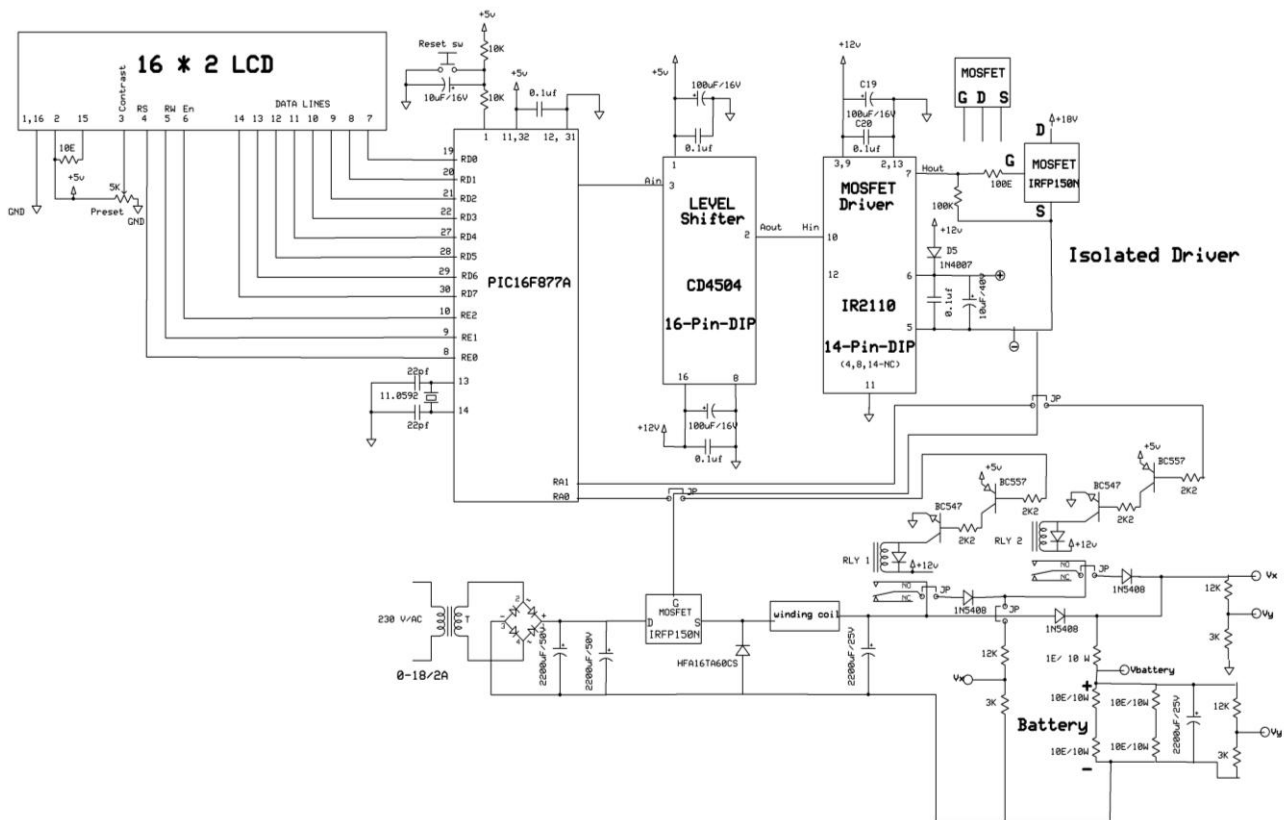 16 * 2 LCD
Contrast
RS
RW
En
DATA LINES
1,16
2
15
3
4
5
6
14
13
12
11
10
9
8
7
10E
+5v
5K
Preset
GND
GND
Reset sw
+5v
10K
10uF/16V
10K
+5v
0.1uf
1
11,32
12, 31
19
RD0
20
RD1
21
RD2
22
RD3
27
RD4
28
RD5
29
RD6
30
RD7
10
RE2
9
RE1
8
RE0
PIC16F877A
22pf
11.0592
22pf
13
14
RA1
RA0
+5v
100uF/16V
0.1uf
1
Ain
3
LEVEL
Shifter
2
Aout
CD4504
16-Pin-DIP
16
8
+12V
100uF/16V
0.1uf
+12v
C19
100uF/16V
C20
0.1uf
3,9
2,13
MOSFET
Driver
7
Hout
Hin
10
12
6
5
IR2110
14-Pin-DIP
(4,8,14-NC)
11
100K
100E
+12v
D5
1N4007
0.1uf
10uF/40V
+
-
MOSFET
G D S
D
+18V
G
MOSFET
IRFP150N
S
Isolated Driver
JP
JP
+5v
BC557
BC547
2K2
2K2
RLY 1
+12v
+5v
BC557
BC547
2K2
2K2
RLY 2
+12v
NO
NC
JP
1N5408
JP
NO
NC
JP
1N5408
1N5408
Vx
12K
Vy
3K
230 V/AC
T
0-18/2A
2
1
3
4
2200uF/50V
2200uF/50V
G
MOSFET
D
S
IRFP150N
HFA16TA60CS
winding coil
2200uF/25V
12K
Vx
3K
1E/ 10 W
Vbattery
+
10E/10W
10E/10W
Battery
10E/10W
10E/10W
-
2200uF/25V
12K
Vy
3K